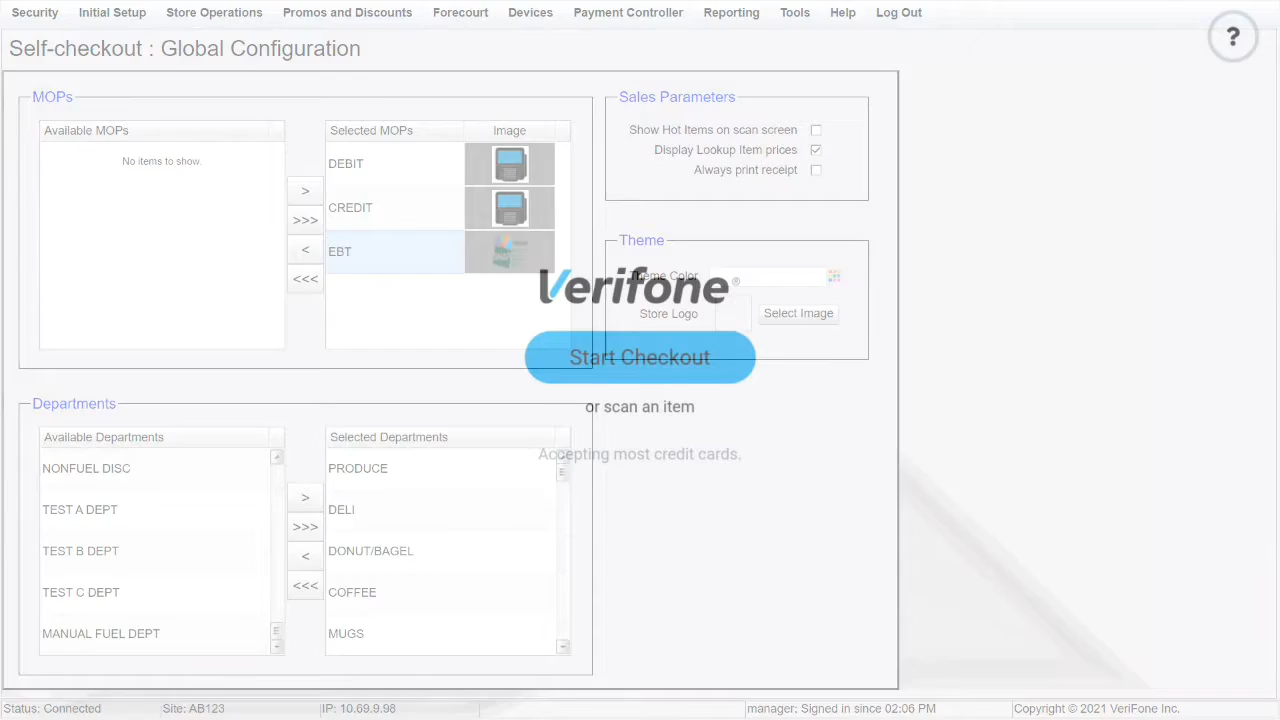 Security Initial Setup Store Operations Promos and Discounts Forecourt Devices Payment Controller Reporting Tools Help Log Out
Self-checkout : Global Configuration
?
MOPs
Available MOPs
No items to show.
>
>>>
<
<<<
Selected MOPs Image
DEBIT
CREDIT
EBT
Sales Parameters
Show Hot Items on scan screen
Display Lookup Item prices
Always print receipt
Theme
Theme Color
Store Logo Select Image
Verifone®
Start Checkout
or scan an item
Accepting most credit cards.
Departments
Available Departments
NONFUEL DISC
TEST A DEPT
TEST B DEPT
TEST C DEPT
MANUAL FUEL DEPT
>
>>>
<
<<<
Selected Departments
PRODUCE
DELI
DONUT/BAGEL
COFFEE
MUGS
Status: Connected Site: AB123 IP: 10.69.9.98 manager; Signed in since 02:06 PM Copyright © 2021 VeriFone Inc.